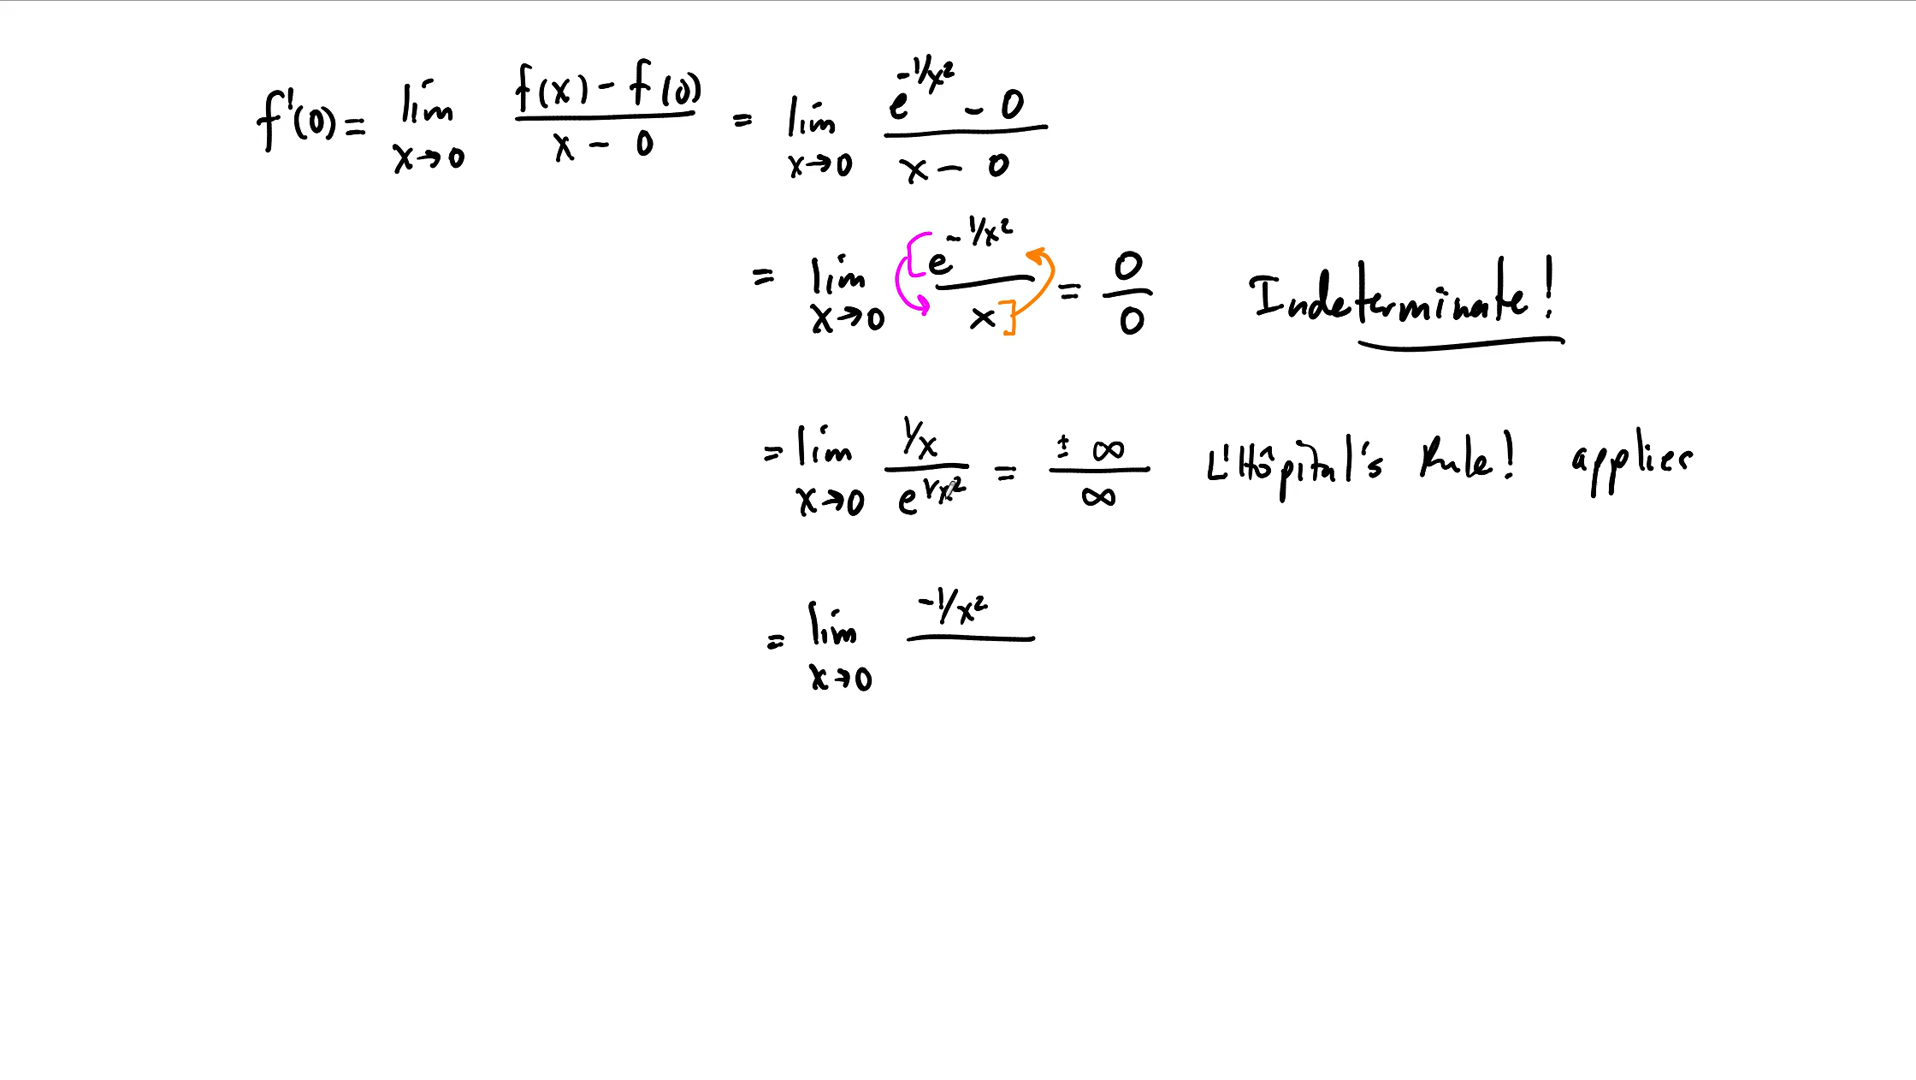 f'(0) = lim x→0 (f(x) - f(0))/(x - 0) = lim x→0 (e^(-1/x²) - 0)/(x - 0)
= lim x→0 [e^(-1/x²)/x] = 0/0 Indeterminate!
= lim x→0 (1/x)/(e^(1/x²)) = ±∞/∞ L'Hôpital's Rule! applies
= lim x→0 (-1/x²)/